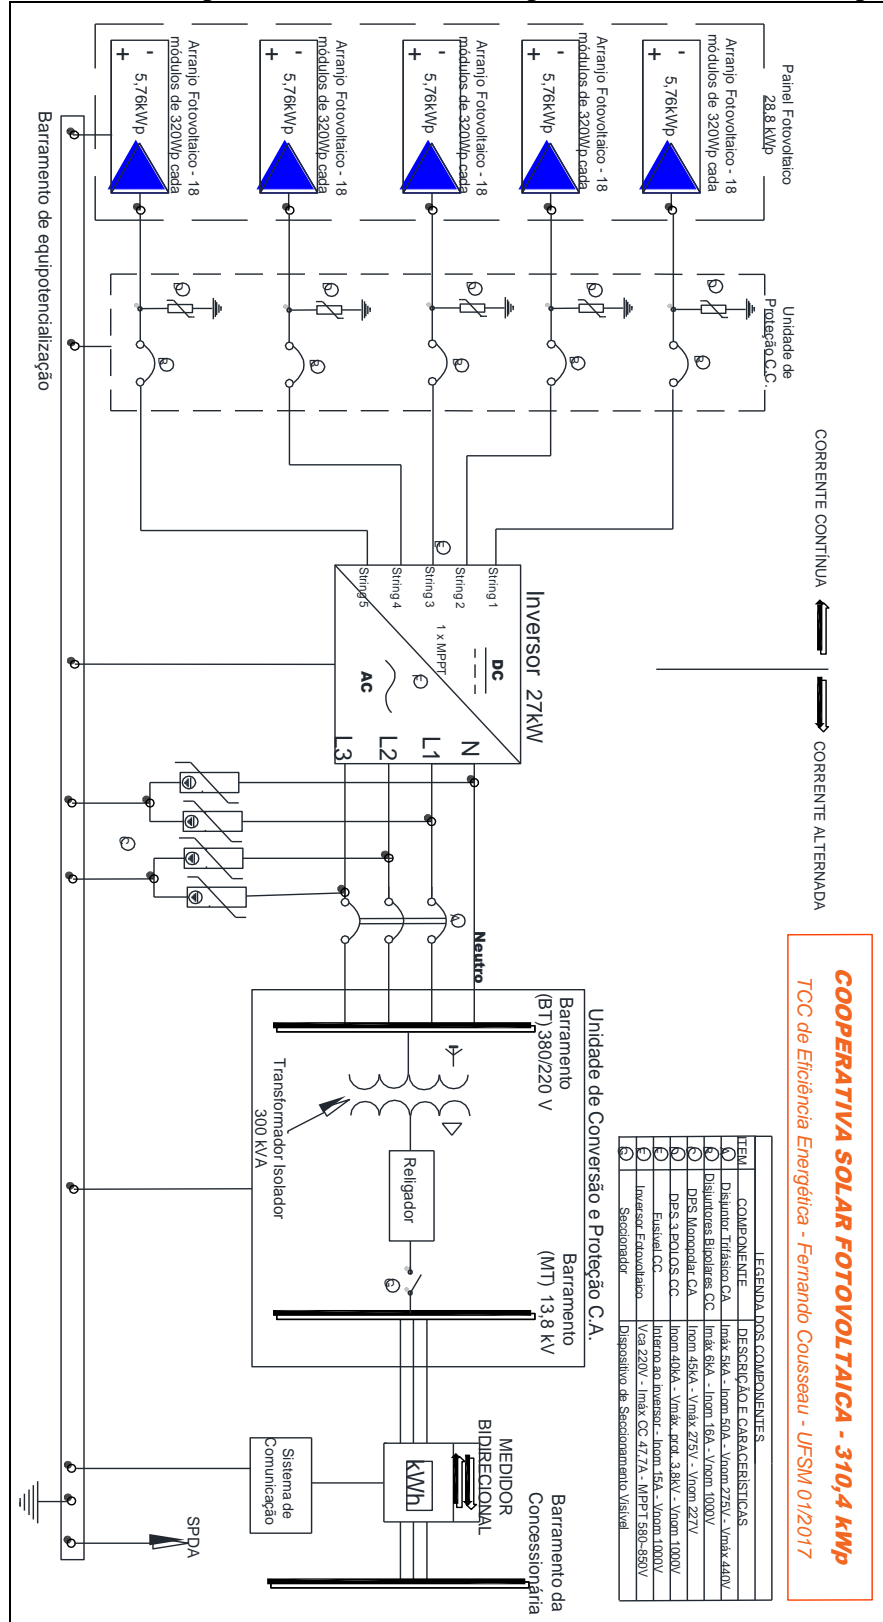 COOPERATIVA SOLAR FOTOVOLTAICA - 310,4 kWp
TCC de Eficiência Energética - Fernando Cousseau - UFSM 01/2017
CORRENTE CONTÍNUA
CORRENTE ALTERNADA
Painel Fotovoltaico
28,8 kWp
Arranjo Fotovoltaico - 18
módulos de 320Wp cada
- +
5,76kWp
Arranjo Fotovoltaico - 18
módulos de 320Wp cada
- +
5,76kWp
Arranjo Fotovoltaico - 18
módulos de 320Wp cada
- +
5,76kWp
Arranjo Fotovoltaico - 18
módulos de 320Wp cada
- +
5,76kWp
Arranjo Fotovoltaico - 18
módulos de 320Wp cada
- +
5,76kWp
Unidade de
Proteção C.C.
D
D
D
D
D
B
B
B
B
B
Barramento de equipotencialização
E
Inversor 27kW
String 1
String 2
String 3
String 4
String 5
1 x MPPT
DC
AC
F
N
L1
L2
L3
C
A
Neutro
Unidade de Conversão e Proteção C.A.
Barramento
(BT) 380/220 V
Transformador Isolador
300 kVA
Religador
G
Barramento
(MT) 13,8 kV
MEDIDOR
BIDIRECIONAL
kWh
Sistema de
Comunicação
Barramento da
Concessionária
SPDA
LEGENDA DOS COMPONENTES
ITEM COMPONENTE DESCRIÇÃO E CARACERÍSTICAS
A Disjuntor Trifásico CA Imáx 5kA - Inom 50A - Vnom 275V - Vmáx 440V
B Disjuntores Bipolares CC Imáx 6kA - Inom 16A - Vnom 1000V
C DPS Monopolar CA Inom 45kA - Vmáx 275V - Vnom 227V
D DPS 3 POLOS CC Inom 40kA - Vmáx. prot. 3.8kV - Vnom 1000V
E Fusível CC Interno ao inversor - Inom 15A - Vnom 1000V
F Inversor Fotovoltaico Vca 220V - Imáx CC 47.7A - MPPT 580~850V
G Seccionador Dispositivo de Seccionamento Visível